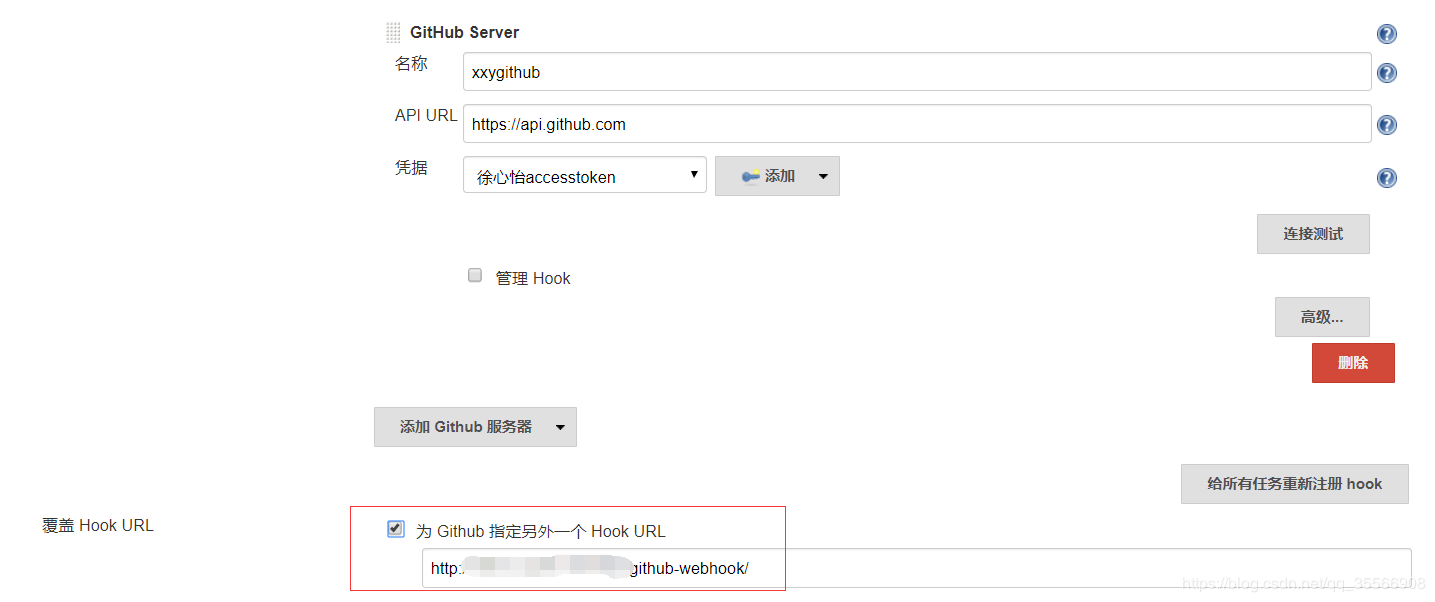 GitHub Server
名称
xxygithub
API URL
https://api.github.com
凭据
徐心怡accesstoken
添加
连接测试
管理 Hook
高级...
删除
添加 Github 服务器
给所有任务重新注册 hook
覆盖 Hook URL
为 Github 指定另外一个 Hook URL
http:/ github-webhook/
https://blog.csdn.net/qq_35566908